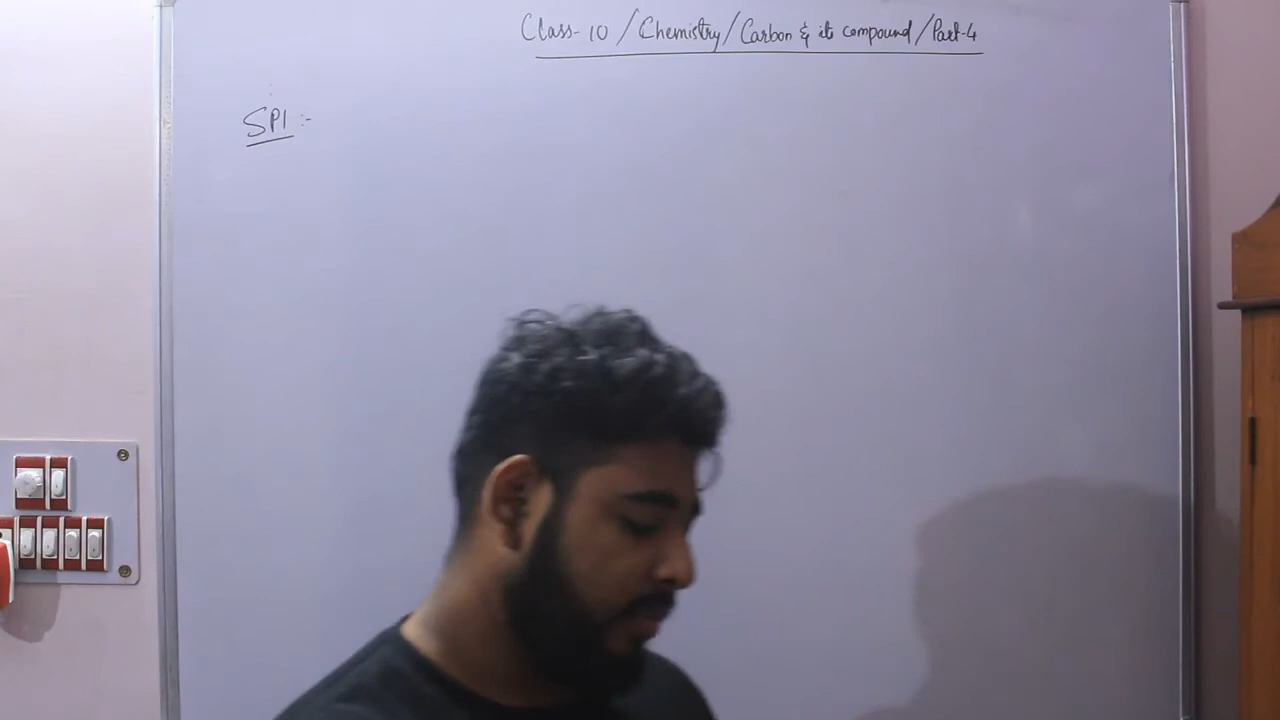 Class-10 / Chemistry / Carbon & its compound / Part-4
SP1 :-